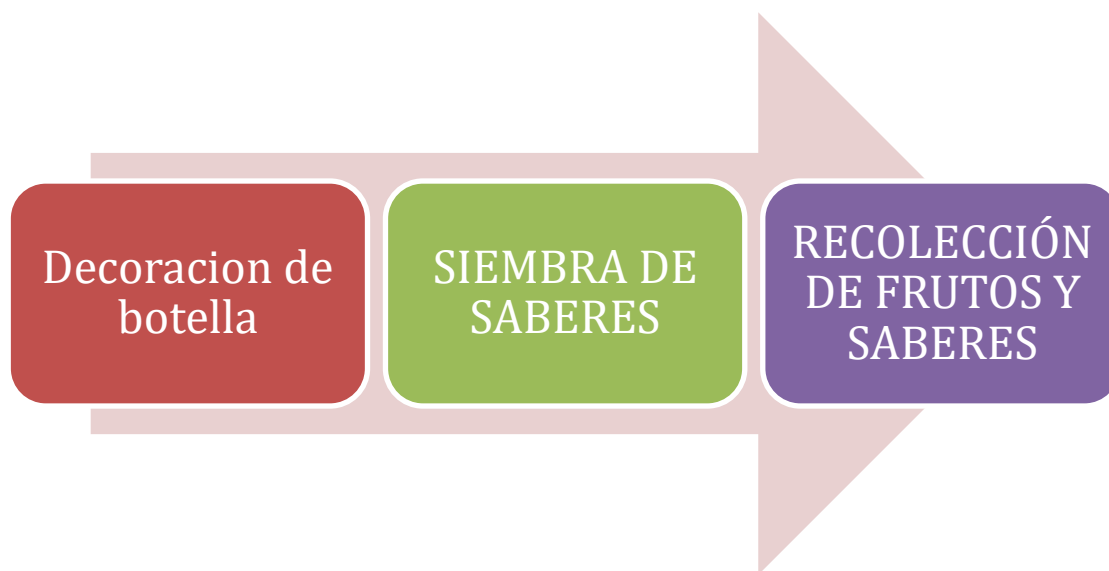 Decoracion de
botella
SIEMBRA DE
SABERES
RECOLECCIÓN
DE FRUTOS Y
SABERES